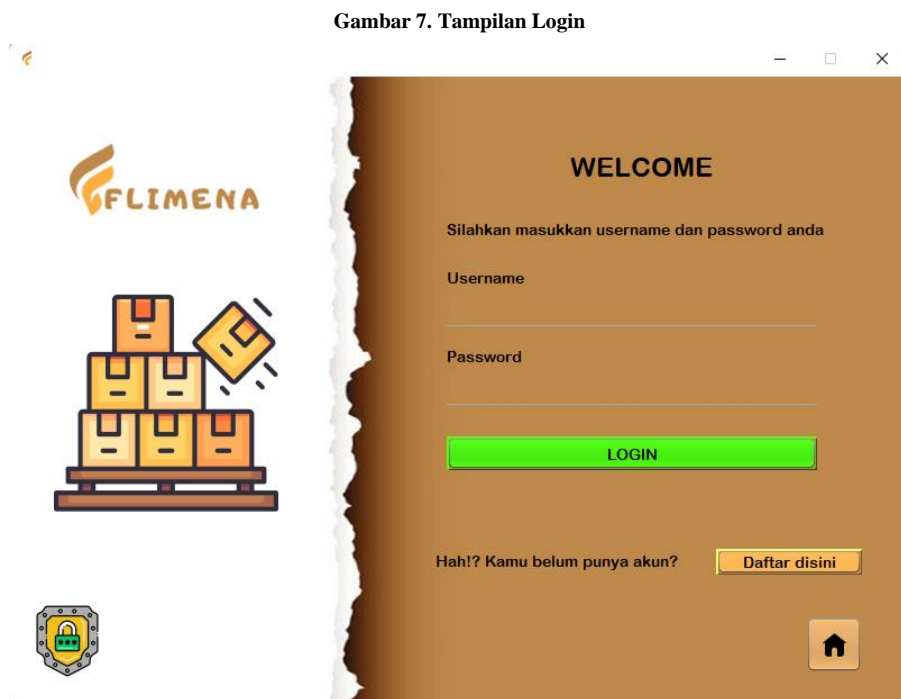 Gambar 7. Tampilan Login
FLIMENA
WELCOME
Silahkan masukkan username dan password anda
Username
Password
LOGIN
Hah!? Kamu belum punya akun?
Daftar disini